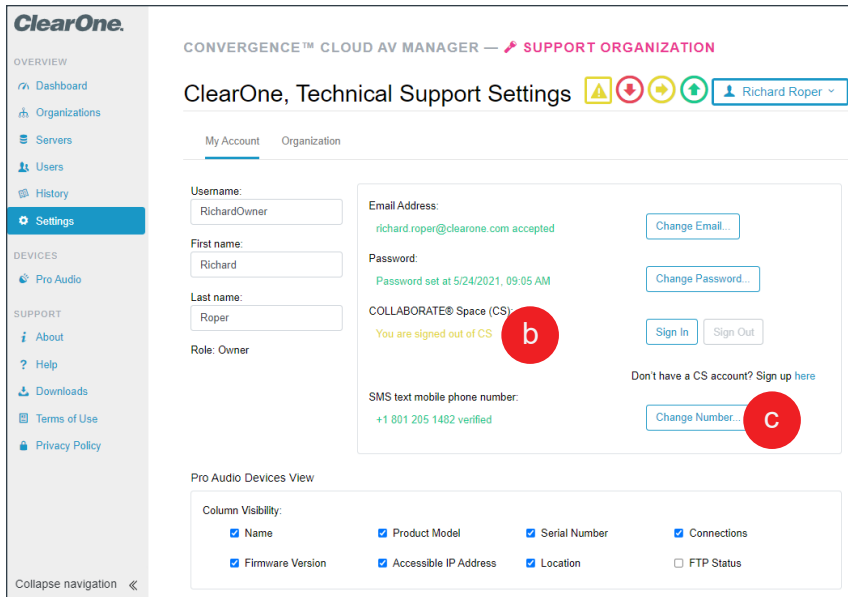 ClearOne.
OVERVIEW
Dashboard
Organizations
Servers
Users
History
Settings
DEVICES
Pro Audio
SUPPORT
About
Help
Downloads
Terms of Use
Privacy Policy
Collapse navigation
CONVERGENCE™ CLOUD AV MANAGER — SUPPORT ORGANIZATION
ClearOne, Technical Support Settings
Richard Roper
My Account Organization
Username:
RichardOwner
First name:
Richard
Last name:
Roper
Role: Owner
Email Address:
richard.roper@clearone.com accepted
Change Email...
Password:
Password set at 5/24/2021, 09:05 AM
Change Password...
COLLABORATE® Space (CS):
You are signed out of CS
b
Sign In Sign Out
Don't have a CS account? Sign up here
SMS text mobile phone number:
+1 801 205 1482 verified
Change Number...
c
Pro Audio Devices View
Column Visibility:
Name Product Model Serial Number Connections
Firmware Version Accessible IP Address Location FTP Status